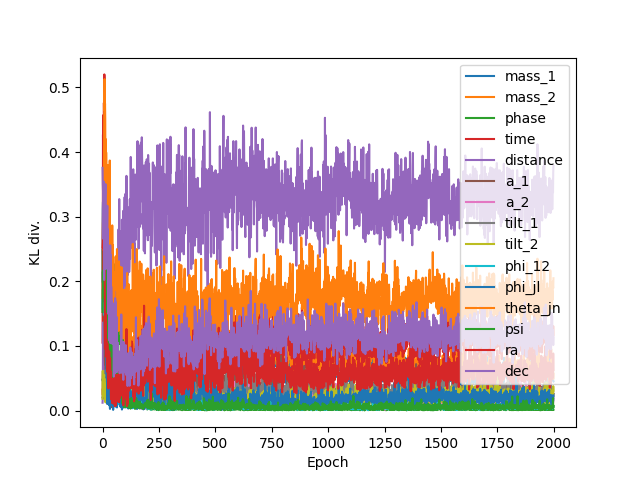 0.5
0.4
0.3
0.2
0.1
0.0
KL div.
0
250
500
750
1000
1250
1500
1750
2000
Epoch
mass_1
mass_2
phase
time
distance
a_1
a_2
tilt_1
tilt_2
phi_12
phi_jl
theta_jn
psi
ra
dec